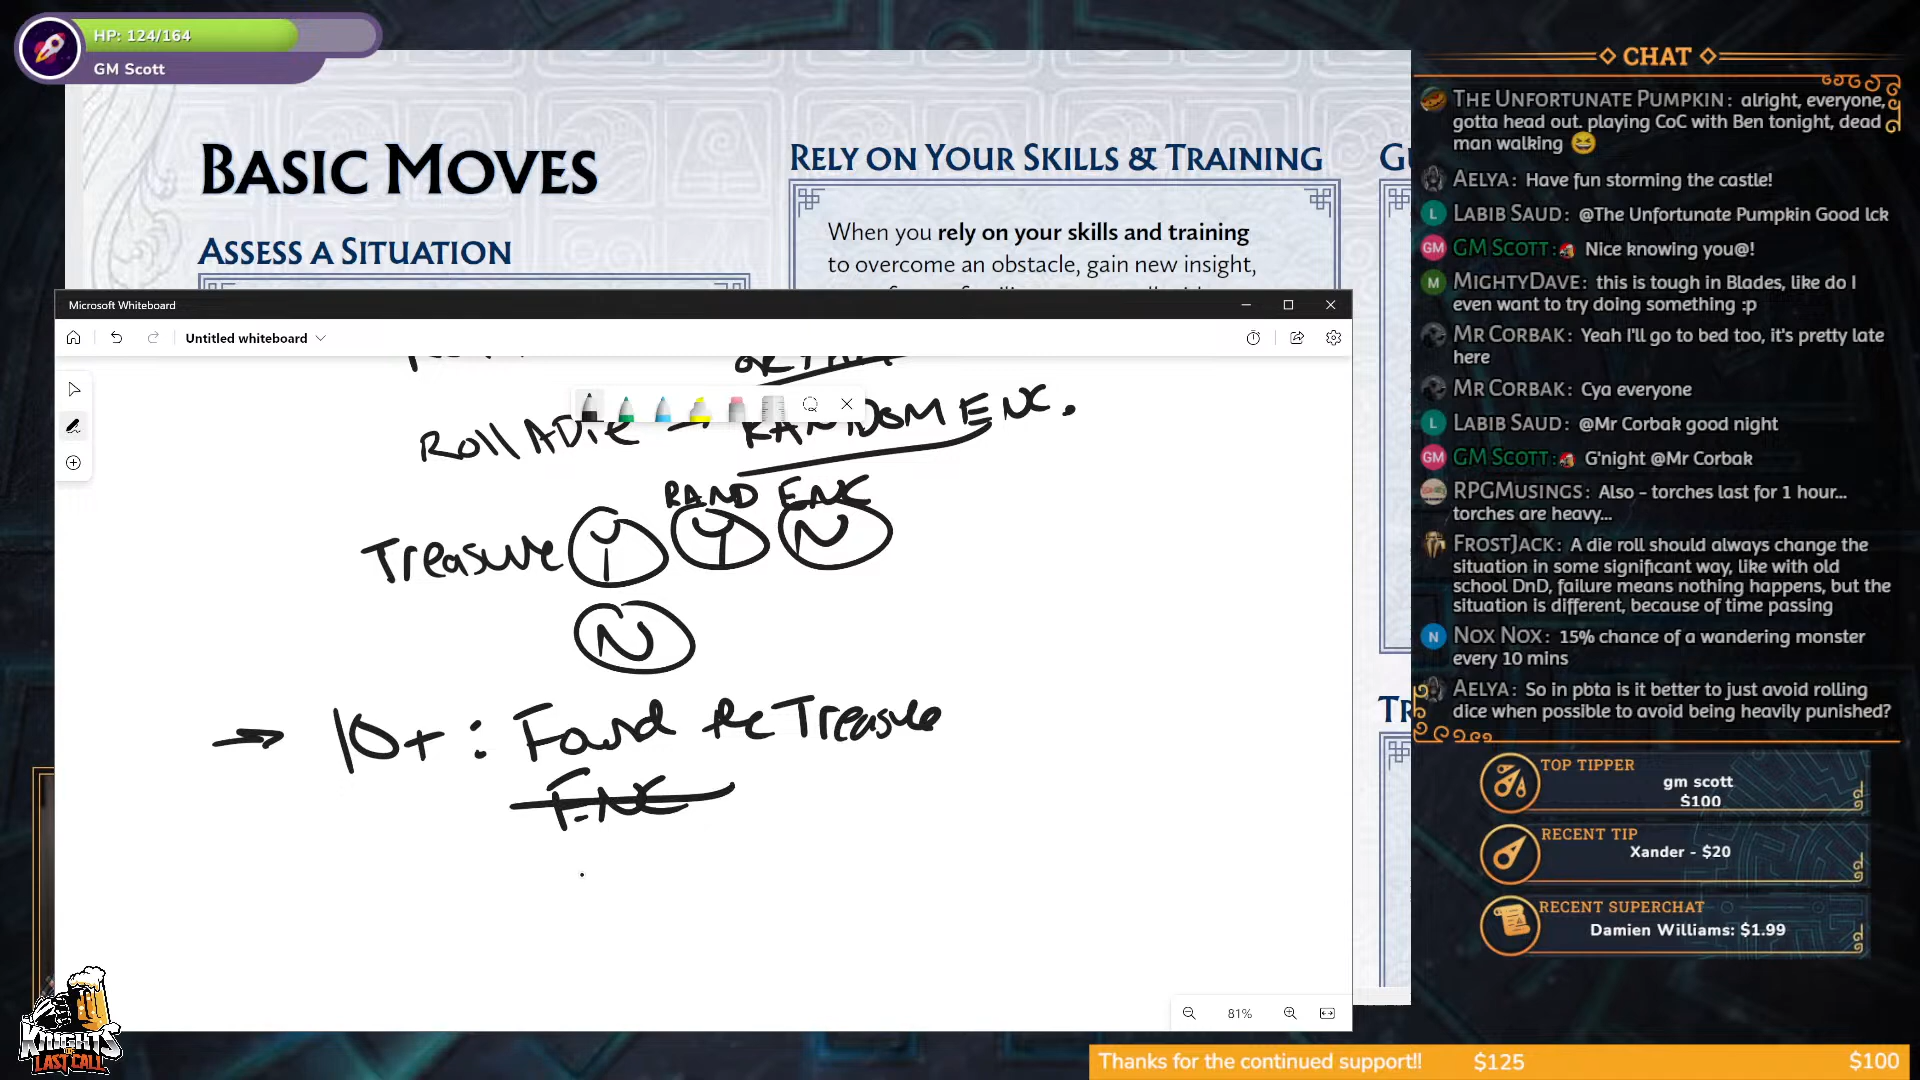 HP: 124/164
GM Scott
BASIC MOVES
ASSESS A SITUATION
RELY ON YOUR SKILLS & TRAINING
When you rely on your skills and training
to overcome an obstacle, gain new insight,
Microsoft Whiteboard
Untitled whiteboard
Roll A Die → RANDOM ENC.
RAND ENC
Treasure Y Y N
N
→ 10+ : Found the Treasure
ENC
81%
CHAT
THE UNFORTUNATE PUMPKIN: alright, everyone,
gotta head out. playing CoC with Ben tonight, dead
man walking 😆
AELYA: Have fun storming the castle!
L LABIB SAUD: @The Unfortunate Pumpkin Good lck
GM GM SCOTT: Nice knowing you@!
M MIGHTYDAVE: this is tough in Blades, like do I
even want to try doing something :p
MR CORBAK: Yeah I'll go to bed too, it's pretty late
here
MR CORBAK: Cya everyone
L LABIB SAUD: @Mr Corbak good night
GM GM SCOTT: G'night @Mr Corbak
RPGMUSINGS: Also - torches last for 1 hour...
torches are heavy...
FROSTJACK: A die roll should always change the
situation in some significant way, like with old
school DnD, failure means nothing happens, but the
situation is different, because of time passing
N NOX NOX: 15% chance of a wandering monster
every 10 mins
AELYA: So in pbta is it better to just avoid rolling
dice when possible to avoid being heavily punished?
TOP TIPPER
gm scott
$100
RECENT TIP
Xander - $20
RECENT SUPERCHAT
Damien Williams: $1.99
KNIGHTS
OF
LAST CALL
Thanks for the continued support!! $125 $100